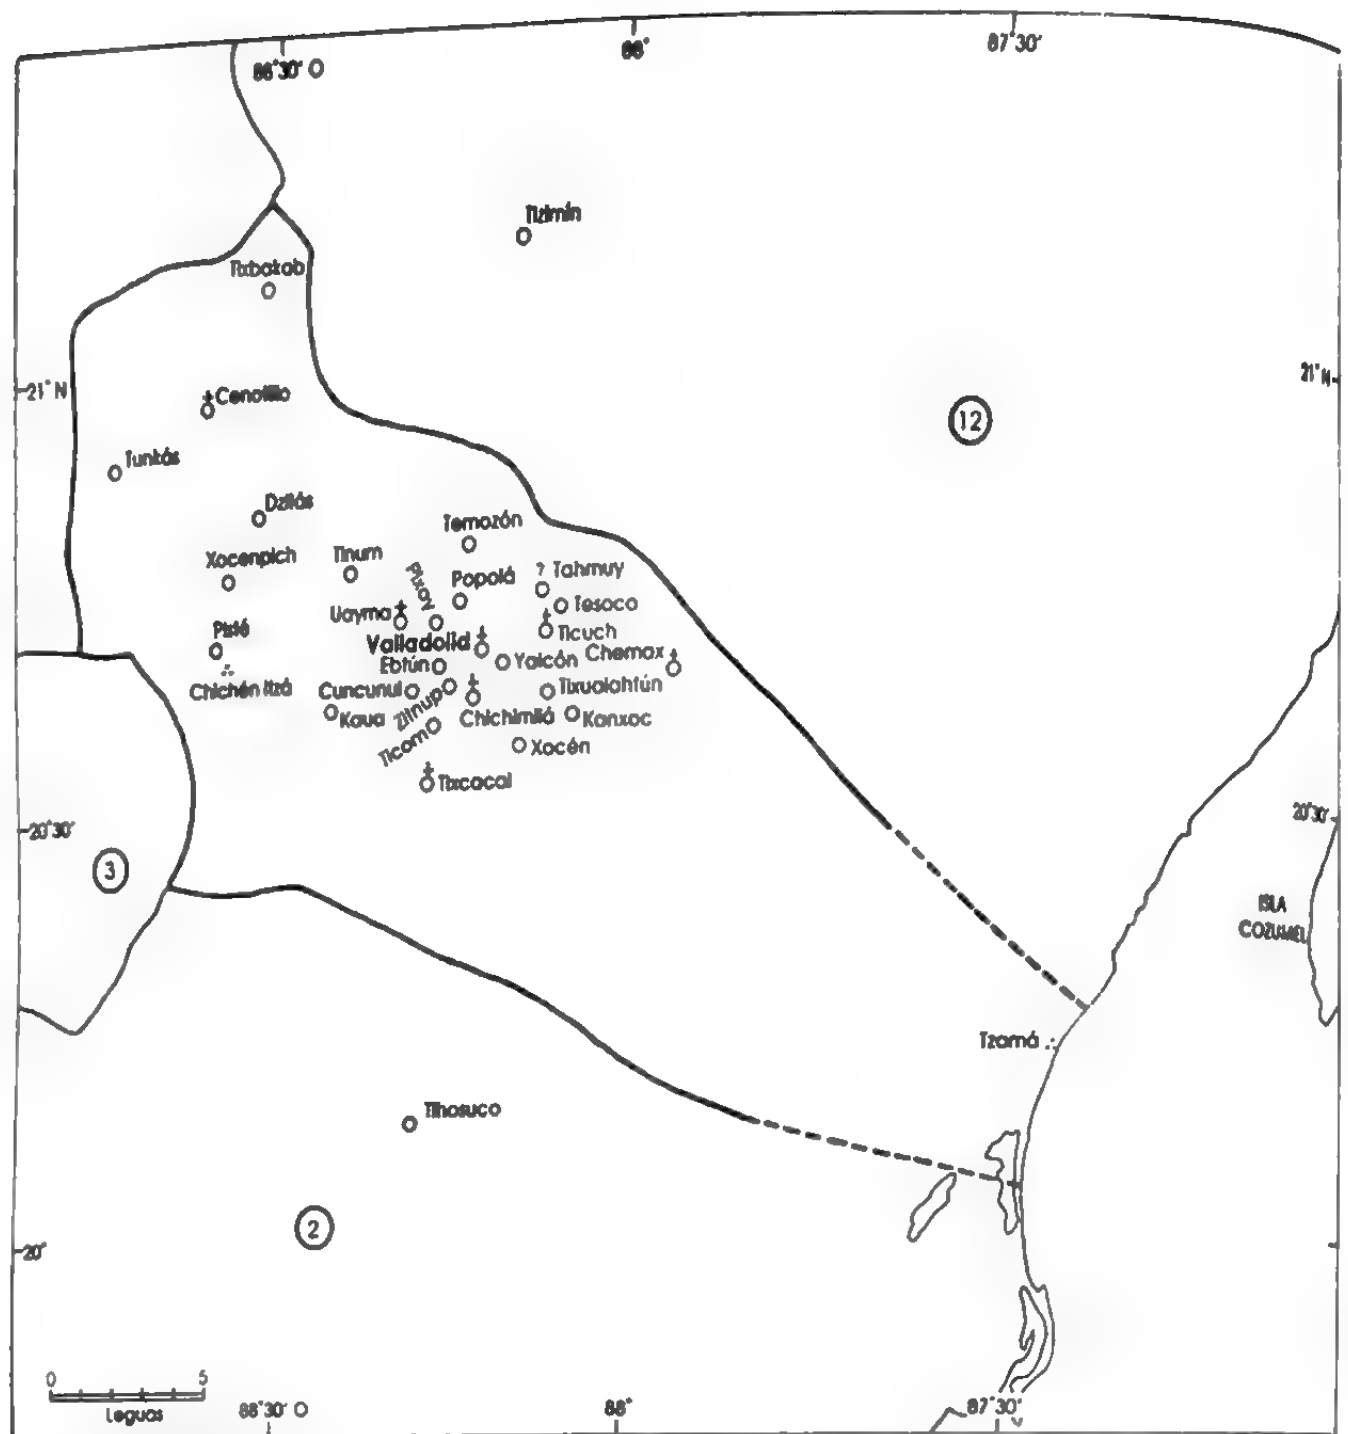 88°30' O
88°
87°30'
Tizimín
Tixbakab
21° N
21° N
Cenotillo
12
Tunkás
Dzitás
Temozón
Xocenpich
Tinum
Pixoy
Popolá
? Tahmuy
Tesoco
Uayma
Ticuch
Valladolid
Pisté
Ebtún
Yalcón
Chemax
Chichén Itzá
Cuncunul
Zitnup
Tixualahtún
Kaua
Chichimilá
Kanxoc
Ticom
Xocén
Tixcacal
20°30'
20°30'
3
ISLA
COZUMEL
Tzamá
Tihosuco
2
20°
0 5
Leguas
88°30' O
88°
87°30'